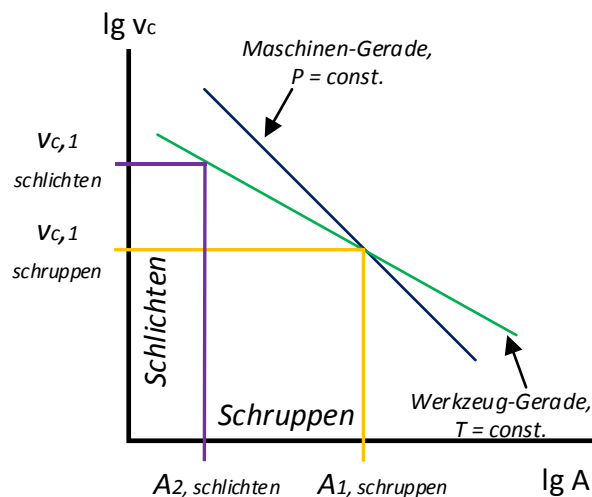 lg vc
Maschinen-Gerade,
P = const.
vc,1
schlichten
vc,1
schruppen
Schlichten
Schruppen
Werkzeug-Gerade,
T = const.
A2, schlichten
A1, schruppen
lg A